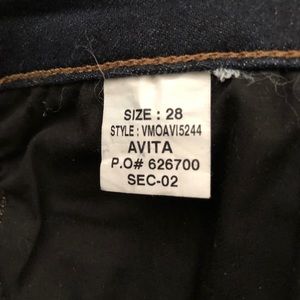 SIZE : 28
STYLE : VMOAVI5244
AVITA
P.O# 626700
SEC-02